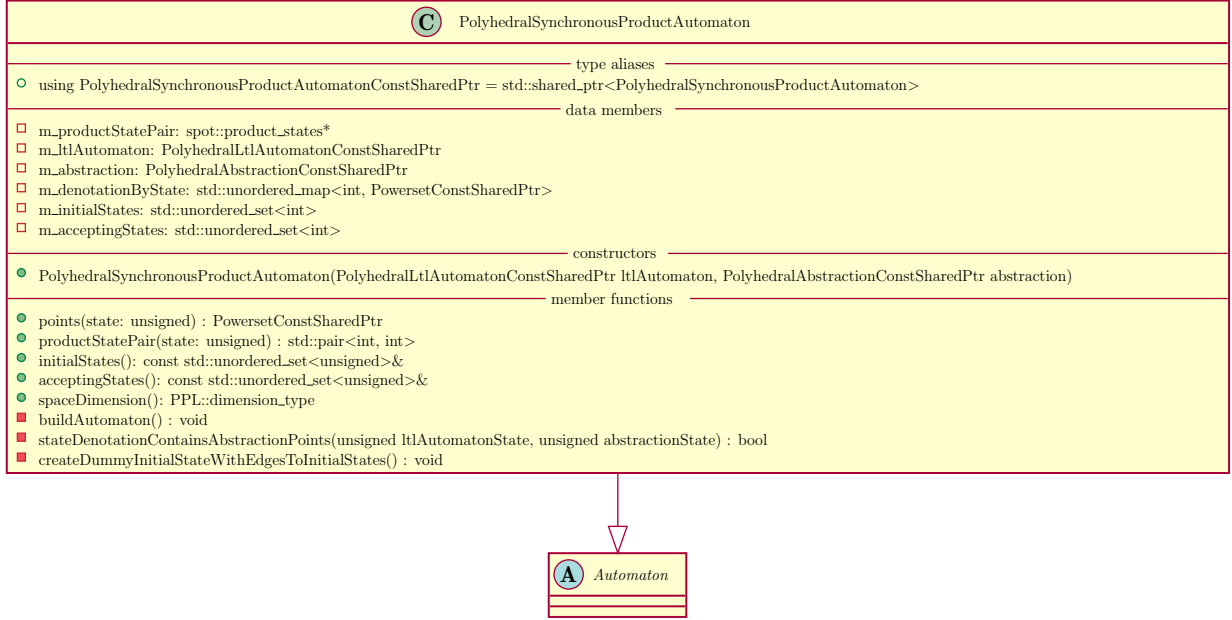 C PolyhedralSynchronousProductAutomaton
type aliases
using PolyhedralSynchronousProductAutomatonConstSharedPtr = std::shared_ptr<PolyhedralSynchronousProductAutomaton>
data members
m_productStatePair: spot::product_states*
m_ltlAutomaton: PolyhedralLtlAutomatonConstSharedPtr
m_abstraction: PolyhedralAbstractionConstSharedPtr
m_denotationByState: std::unordered_map<int, PowersetConstSharedPtr>
m_initialStates: std::unordered_set<int>
m_acceptingStates: std::unordered_set<int>
constructors
PolyhedralSynchronousProductAutomaton(PolyhedralLtlAutomatonConstSharedPtr ltlAutomaton, PolyhedralAbstractionConstSharedPtr abstraction)
member functions
points(state: unsigned) : PowersetConstSharedPtr
productStatePair(state: unsigned) : std::pair<int, int>
initialStates(): const std::unordered_set<unsigned>&
acceptingStates(): const std::unordered_set<unsigned>&
spaceDimension(): PPL::dimension_type
buildAutomaton() : void
stateDenotationContainsAbstractionPoints(unsigned ltlAutomatonState, unsigned abstractionState) : bool
createDummyInitialStateWithEdgesToInitialStates() : void
A Automaton